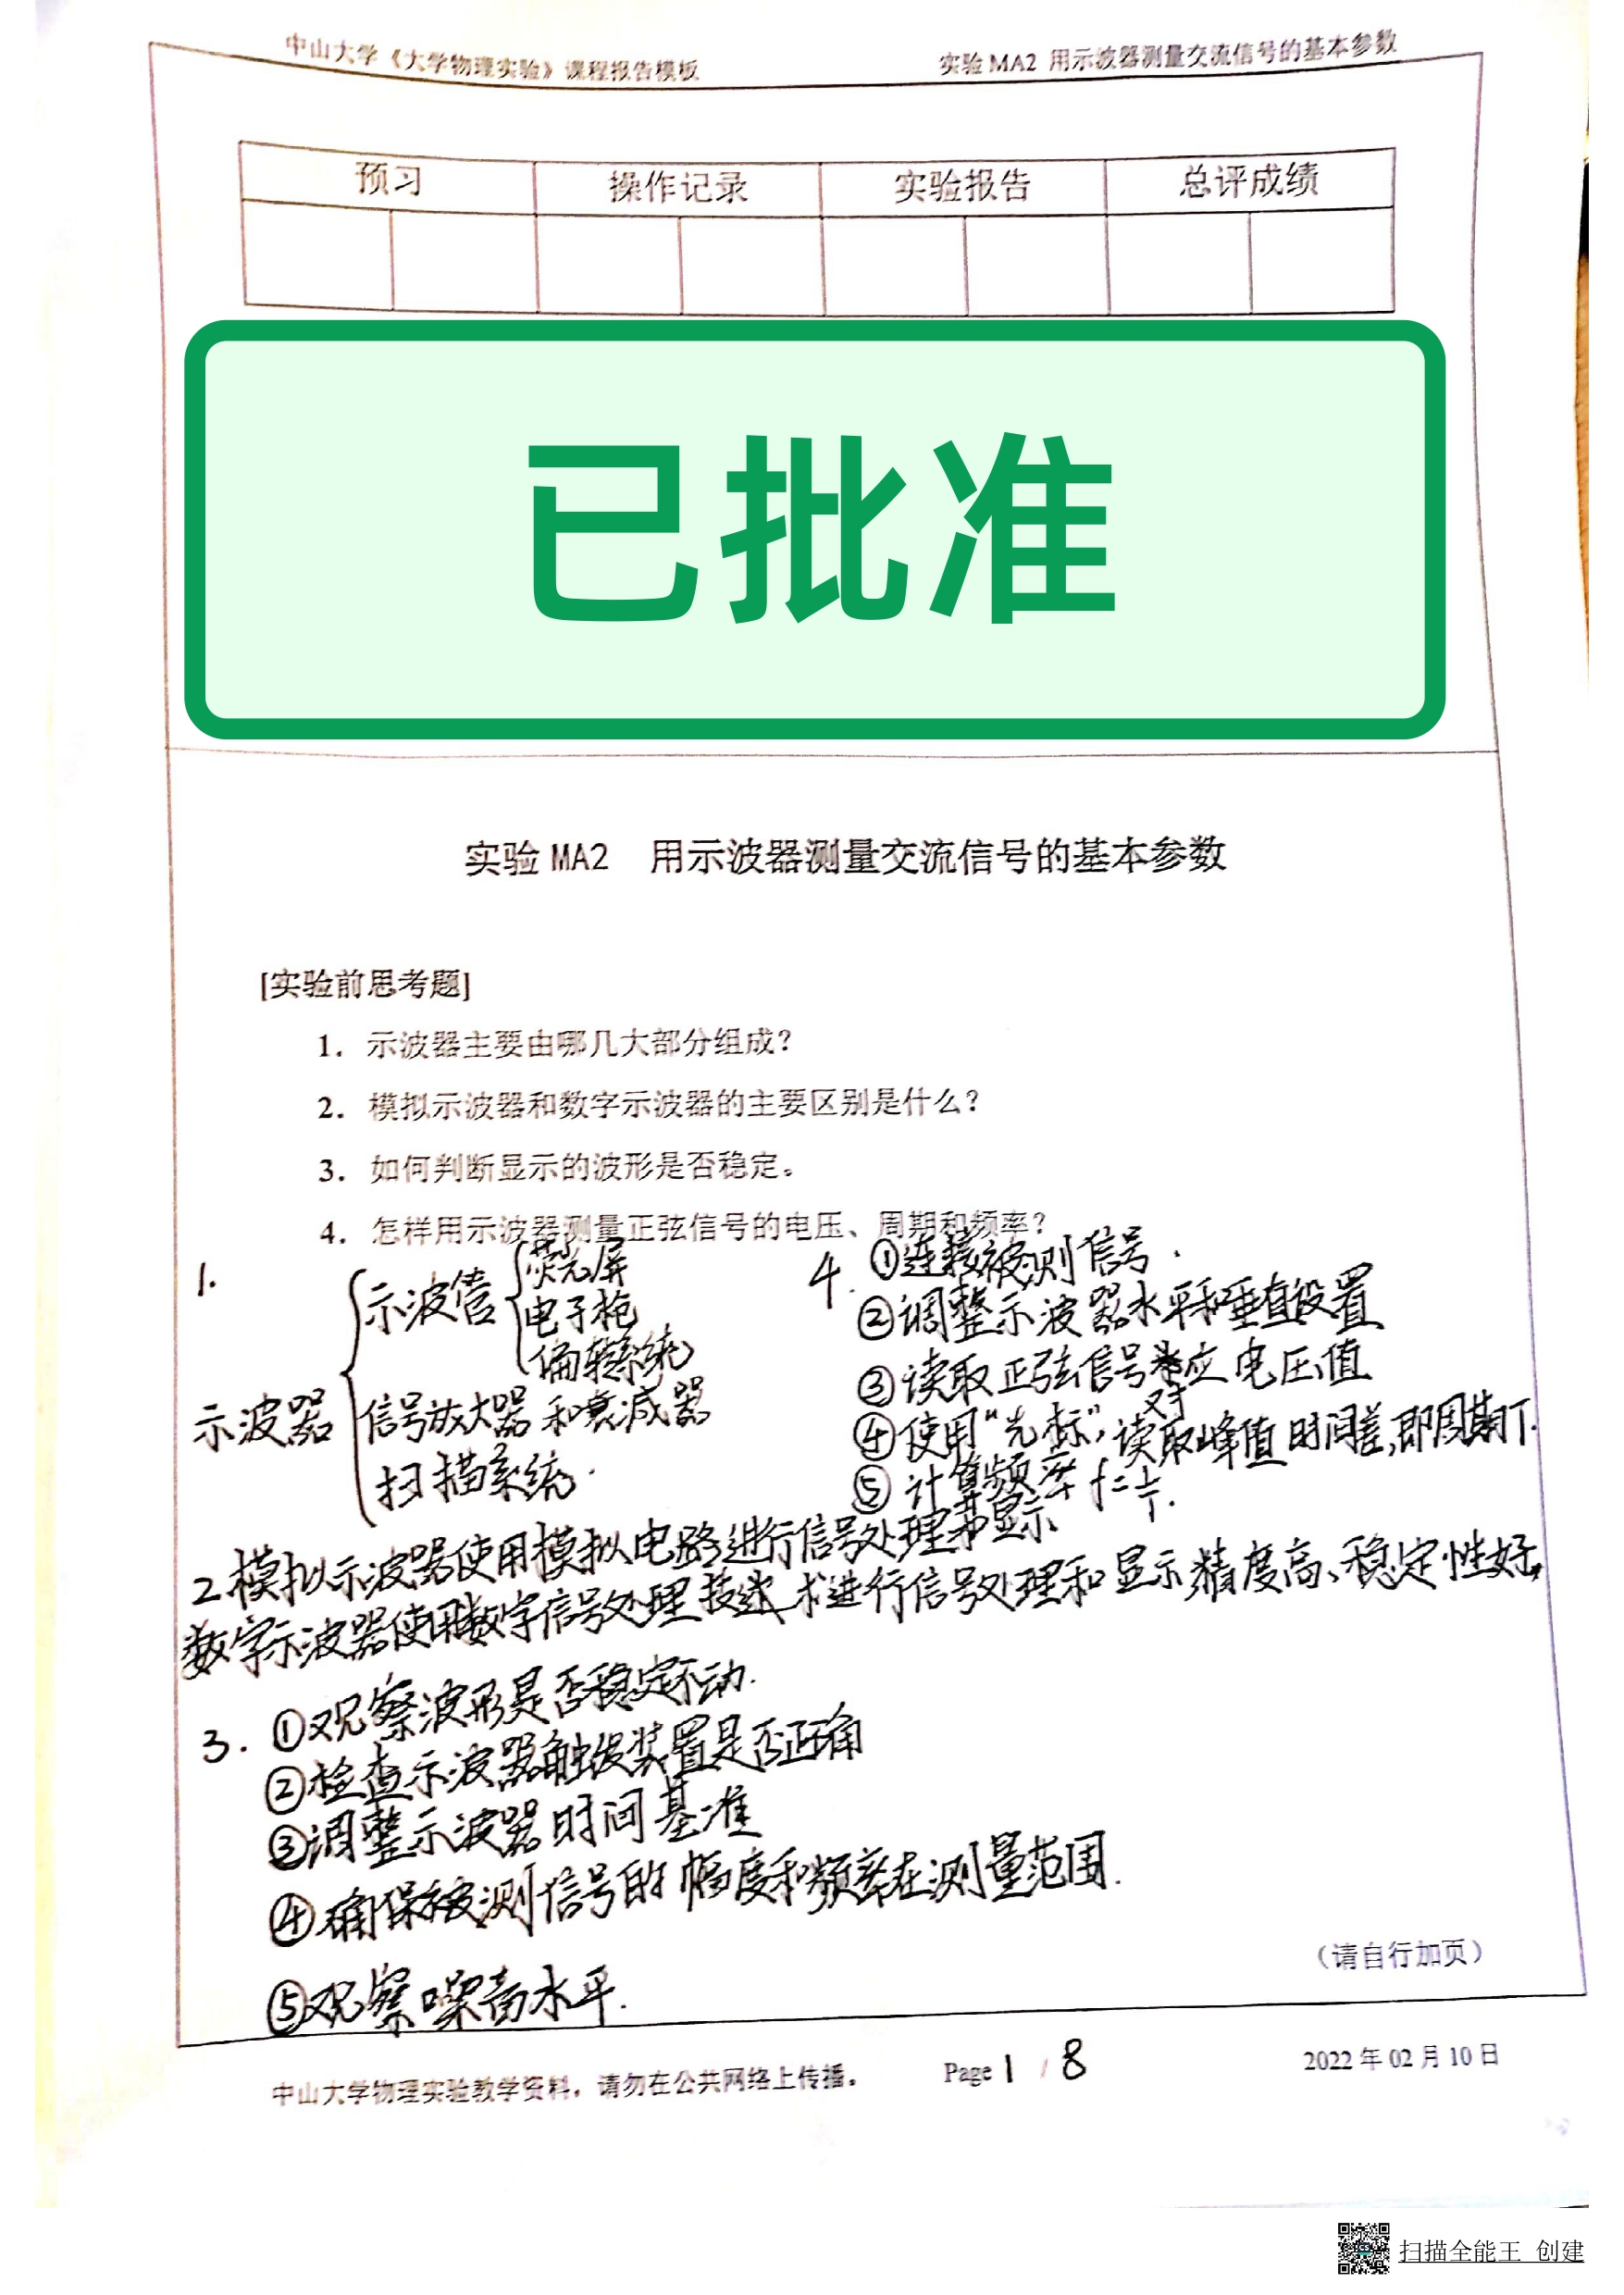 中山大学《大学物理实验》课程报告模板
实验 MA2 用示波器测量交流信号的基本参数
预习 操作记录 实验报告 总评成绩
已批准
实验 MA2 用示波器测量交流信号的基本参数
[实验前思考题]
1. 示波器主要由哪几大部分组成？
2. 模拟示波器和数字示波器的主要区别是什么？
3. 如何判断显示的波形是否稳定。
4. 怎样用示波器测量正弦信号的电压、周期和频率？
1.
示波器
示波管
荧光屏
电子枪
偏转系统
信号放大器和衰减器
扫描系统.
4. ①连接被测信号.
②调整示波器水平和垂直设置
③读取正弦信号对应电压值
④使用“光标”,读取峰值时间差,即周期T.
⑤计算频率 f=1/T.
2.模拟示波器使用模拟电路进行信号处理和显示
数字示波器使用数字信号处理技术进行信号处理和显示精度高、稳定性好
3. ①观察波形是否稳定不动.
②检查示波器触发装置是否正确
③调整示波器时间基准
④确保被测信号的幅度和频率在测量范围.
⑤观察噪音水平.
（请自行加页）
中山大学物理实验教学资料，请勿在公共网络上传播。 Page 1 / 8 2022 年 02 月 10 日
扫描全能王 创建